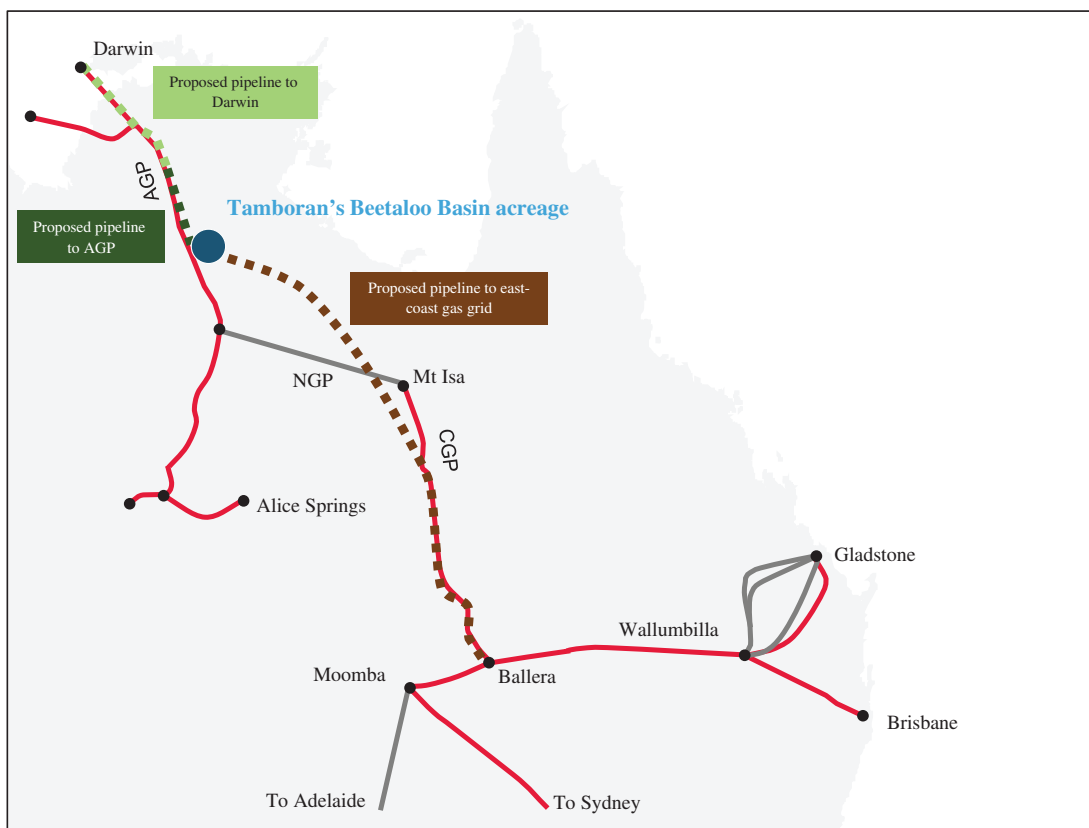 Darwin
Proposed pipeline to
Darwin
AGP
Tamboran's Beetaloo Basin acreage
Proposed pipeline
to AGP
Proposed pipeline to east-
coast gas grid
NGP
Mt Isa
CGP
Alice Springs
Gladstone
Wallumbilla
Moomba
Ballera
Brisbane
To Adelaide
To Sydney